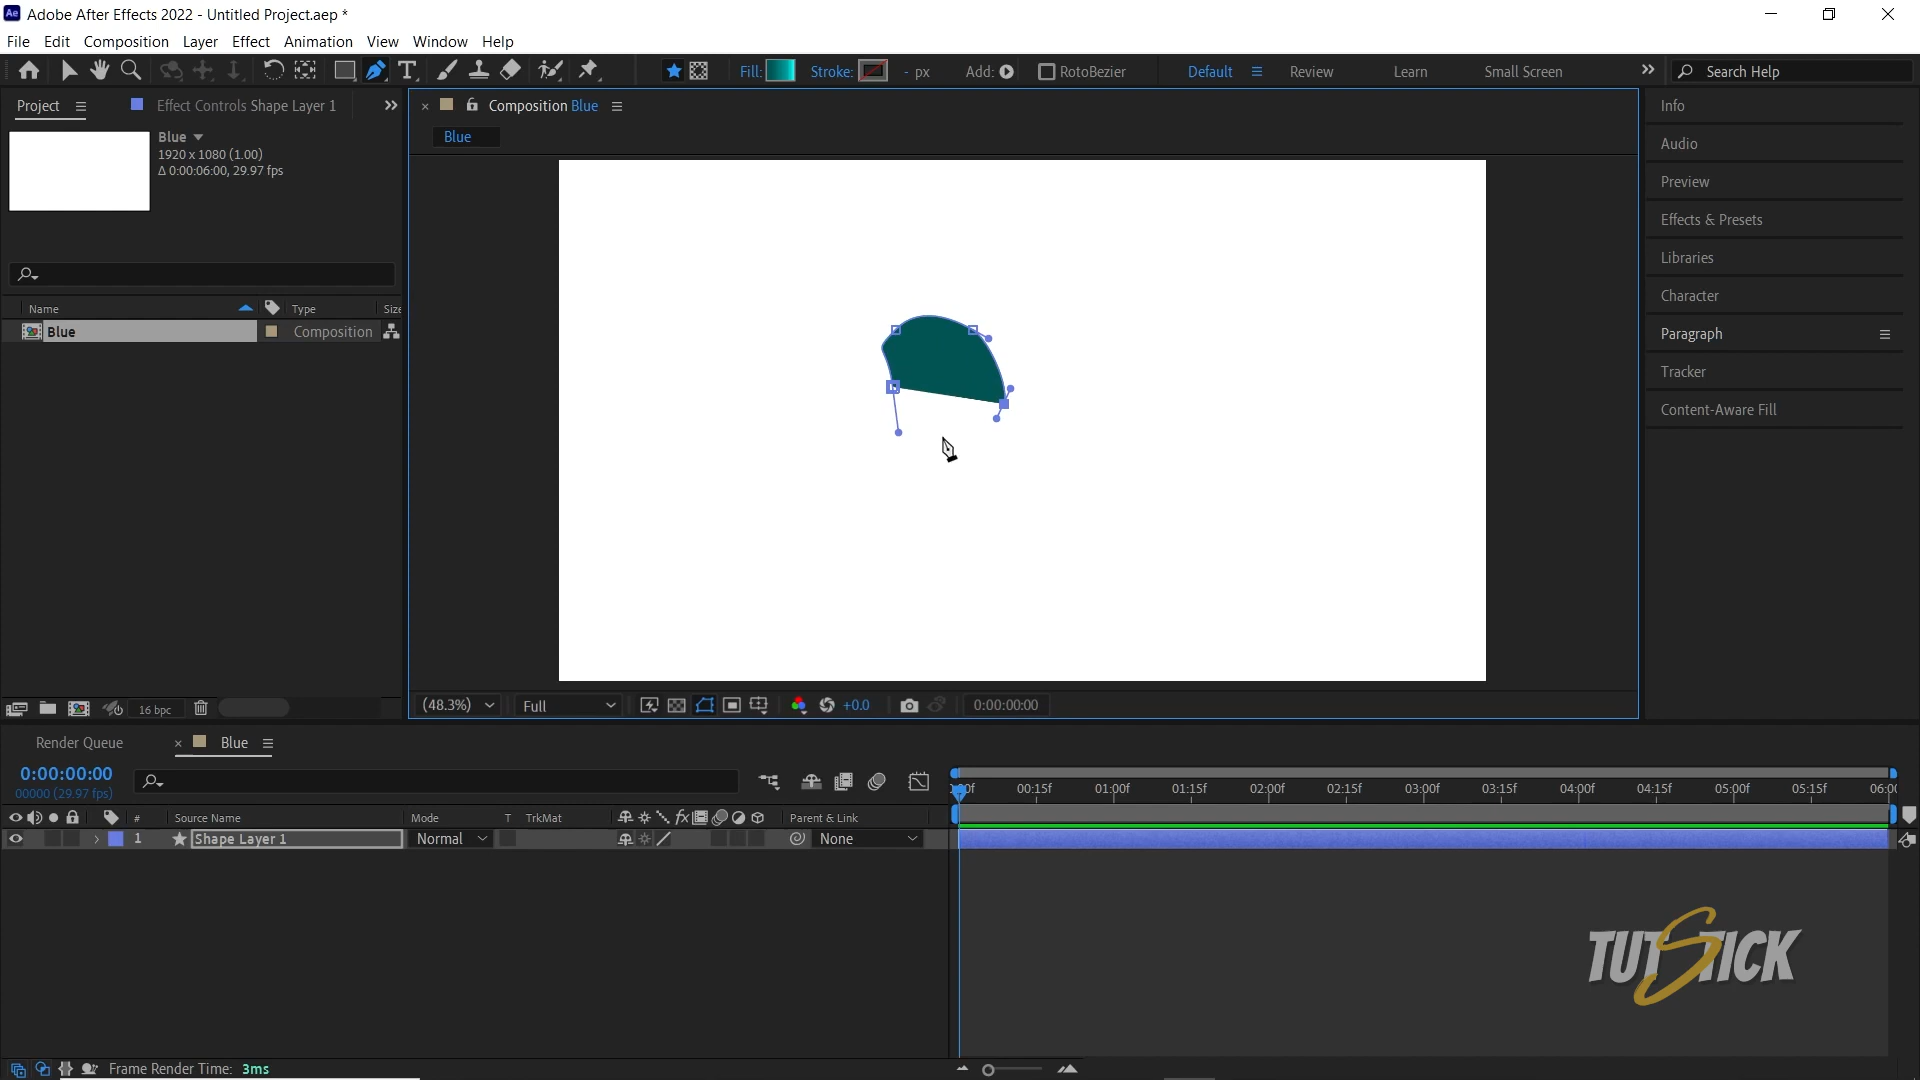 Adobe After Effects 2022 - Untitled Project.aep *
File Edit Composition Layer Effect Animation View Window Help
Fill: Stroke: - px Add: RotoBezier Default Review Learn Small Screen Search Help
Project Effect Controls Shape Layer 1
Composition Blue
Info
Blue
1920 x 1080 (1.00)
Δ 0:00:06:00, 29.97 fps
Blue
Audio
Preview
Effects & Presets
Libraries
Character
Paragraph
Tracker
Content-Aware Fill
Name Type Size
Blue Composition
16 bpc
(48.3%) Full +0.0 0:00:00:00
Render Queue Blue
0:00:00:00
00000 (29.97 fps)
00:15f 01:00f 01:15f 02:00f 02:15f 03:00f 03:15f 04:00f 04:15f 05:00f 05:15f 06:00
# Source Name Mode T TrkMat fx Parent & Link
1 Shape Layer 1 Normal None
TUTSTICK
Frame Render Time: 3ms